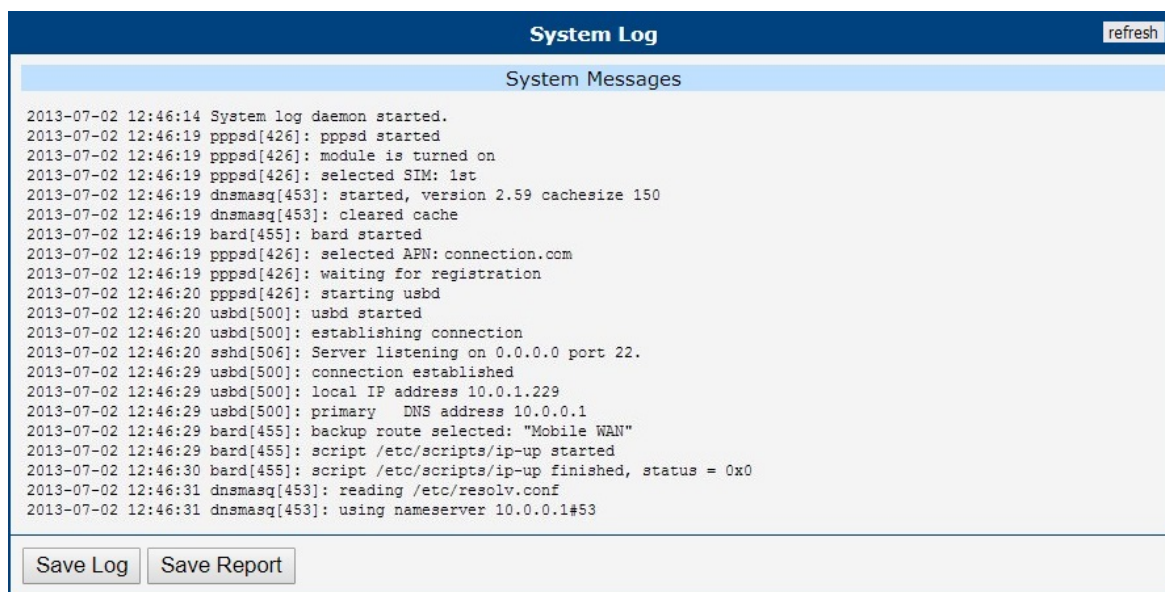 System Log
refresh
System Messages
2013-07-02 12:46:14 System log daemon started.
2013-07-02 12:46:19 pppsd[426]: pppsd started
2013-07-02 12:46:19 pppsd[426]: module is turned on
2013-07-02 12:46:19 pppsd[426]: selected SIM: 1st
2013-07-02 12:46:19 dnsmasq[453]: started, version 2.59 cachesize 150
2013-07-02 12:46:19 dnsmasq[453]: cleared cache
2013-07-02 12:46:19 bard[455]: bard started
2013-07-02 12:46:19 pppsd[426]: selected APN: connection.com
2013-07-02 12:46:19 pppsd[426]: waiting for registration
2013-07-02 12:46:20 pppsd[426]: starting usbd
2013-07-02 12:46:20 usbd[500]: usbd started
2013-07-02 12:46:20 usbd[500]: establishing connection
2013-07-02 12:46:20 sshd[506]: Server listening on 0.0.0.0 port 22.
2013-07-02 12:46:29 usbd[500]: connection established
2013-07-02 12:46:29 usbd[500]: local IP address 10.0.1.229
2013-07-02 12:46:29 usbd[500]: primary   DNS address 10.0.0.1
2013-07-02 12:46:29 bard[455]: backup route selected: "Mobile WAN"
2013-07-02 12:46:29 bard[455]: script /etc/scripts/ip-up started
2013-07-02 12:46:30 bard[455]: script /etc/scripts/ip-up finished, status = 0x0
2013-07-02 12:46:31 dnsmasq[453]: reading /etc/resolv.conf
2013-07-02 12:46:31 dnsmasq[453]: using nameserver 10.0.0.1#53
Save Log Save Report